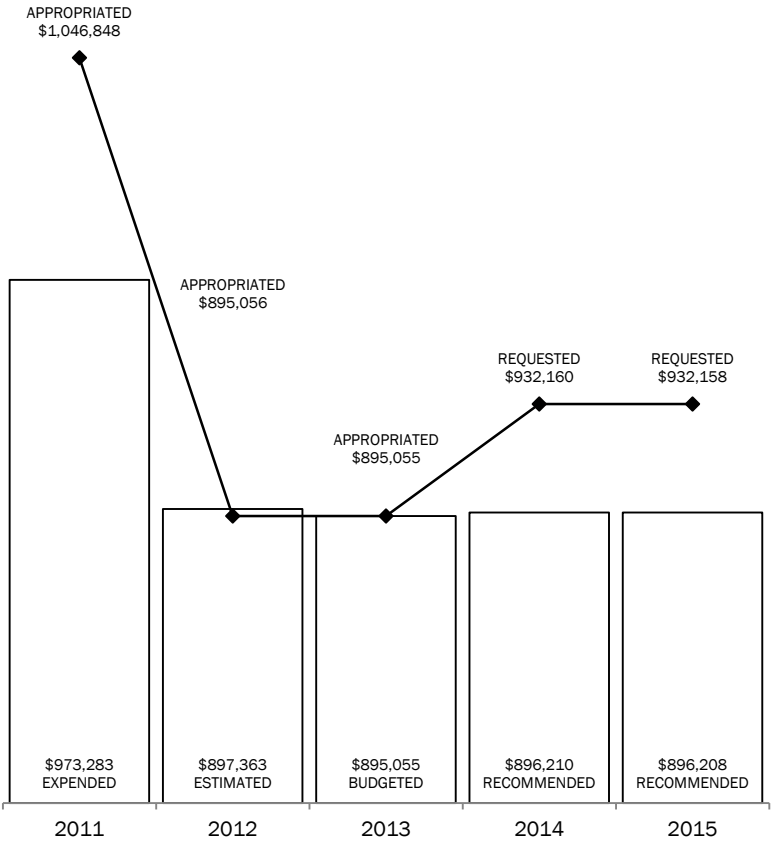 APPROPRIATED
$1,046,848
APPROPRIATED
$895,056
APPROPRIATED
$895,055
REQUESTED
$932,160
REQUESTED
$932,158
$973,283
EXPENDED
$897,363
ESTIMATED
$895,055
BUDGETED
$896,210
RECOMMENDED
$896,208
RECOMMENDED
2011
2012
2013
2014
2015